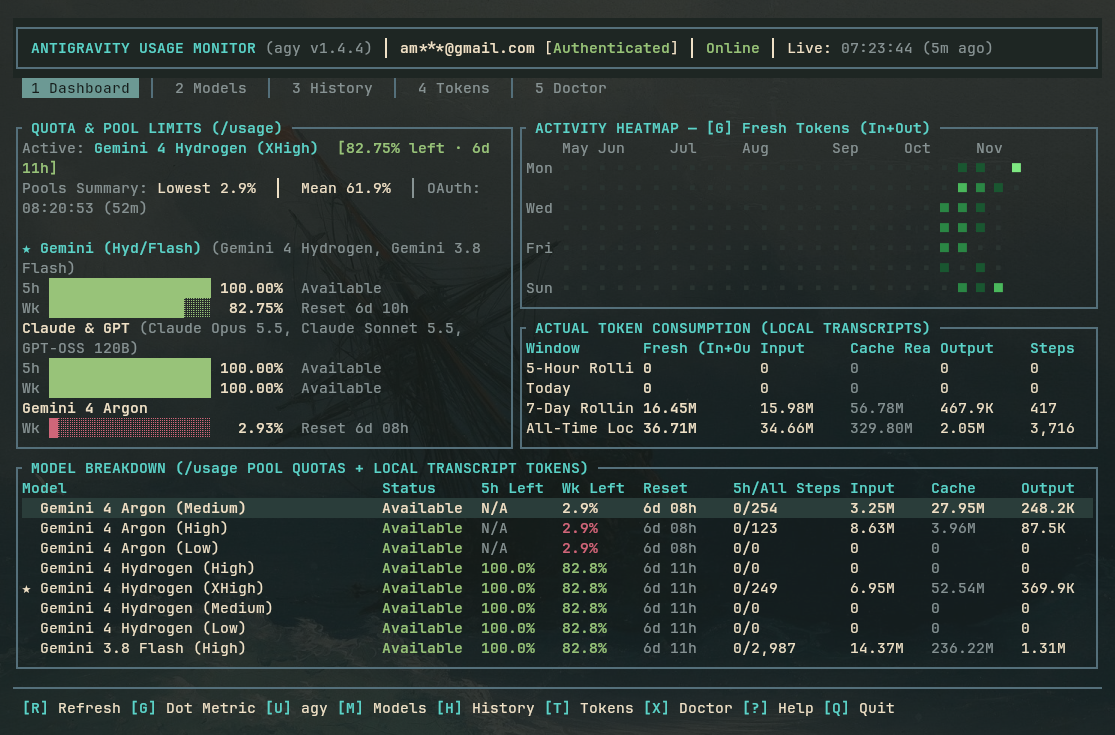 ANTIGRAVITY USAGE MONITOR (agy v1.4.4) | am***@gmail.com [Authenticated] | Online | Live: 07:23:44 (5m ago)
1 Dashboard | 2 Models | 3 History | 4 Tokens | 5 Doctor
QUOTA & POOL LIMITS (/usage)
Active: Gemini 4 Hydrogen (XHigh) [82.75% left · 6d
11h]
Pools Summary: Lowest 2.9% | Mean 61.9% | OAuth:
08:20:53 (52m)
★ Gemini (Hyd/Flash) (Gemini 4 Hydrogen, Gemini 3.8
Flash)
5h 100.00% Available
Wk 82.75% Reset 6d 10h
Claude & GPT (Claude Opus 5.5, Claude Sonnet 5.5,
GPT-OSS 120B)
5h 100.00% Available
Wk 100.00% Available
Gemini 4 Argon
Wk 2.93% Reset 6d 08h
ACTIVITY HEATMAP — [G] Fresh Tokens (In+Out)
May Jun Jul Aug Sep Oct Nov
Mon
Wed
Fri
Sun
ACTUAL TOKEN CONSUMPTION (LOCAL TRANSCRIPTS)
Window Fresh (In+Ou Input Cache Rea Output Steps
5-Hour Rolli 0 0 0 0 0
Today 0 0 0 0 0
7-Day Rollin 16.45M 15.98M 56.78M 467.9K 417
All-Time Loc 36.71M 34.66M 329.80M 2.05M 3,716
MODEL BREAKDOWN (/usage POOL QUOTAS + LOCAL TRANSCRIPT TOKENS)
Model Status 5h Left Wk Left Reset 5h/All Steps Input Cache Output
Gemini 4 Argon (Medium) Available N/A 2.9% 6d 08h 0/254 3.25M 27.95M 248.2K
Gemini 4 Argon (High) Available N/A 2.9% 6d 08h 0/123 8.63M 3.96M 87.5K
Gemini 4 Argon (Low) Available N/A 2.9% 6d 08h 0/0 0 0 0
Gemini 4 Hydrogen (High) Available 100.0% 82.8% 6d 11h 0/0 0 0 0
★ Gemini 4 Hydrogen (XHigh) Available 100.0% 82.8% 6d 11h 0/249 6.95M 52.54M 369.9K
Gemini 4 Hydrogen (Medium) Available 100.0% 82.8% 6d 11h 0/0 0 0 0
Gemini 4 Hydrogen (Low) Available 100.0% 82.8% 6d 11h 0/0 0 0 0
Gemini 3.8 Flash (High) Available 100.0% 82.8% 6d 11h 0/2,987 14.37M 236.22M 1.31M
[R] Refresh [G] Dot Metric [U] agy [M] Models [H] History [T] Tokens [X] Doctor [?] Help [Q] Quit